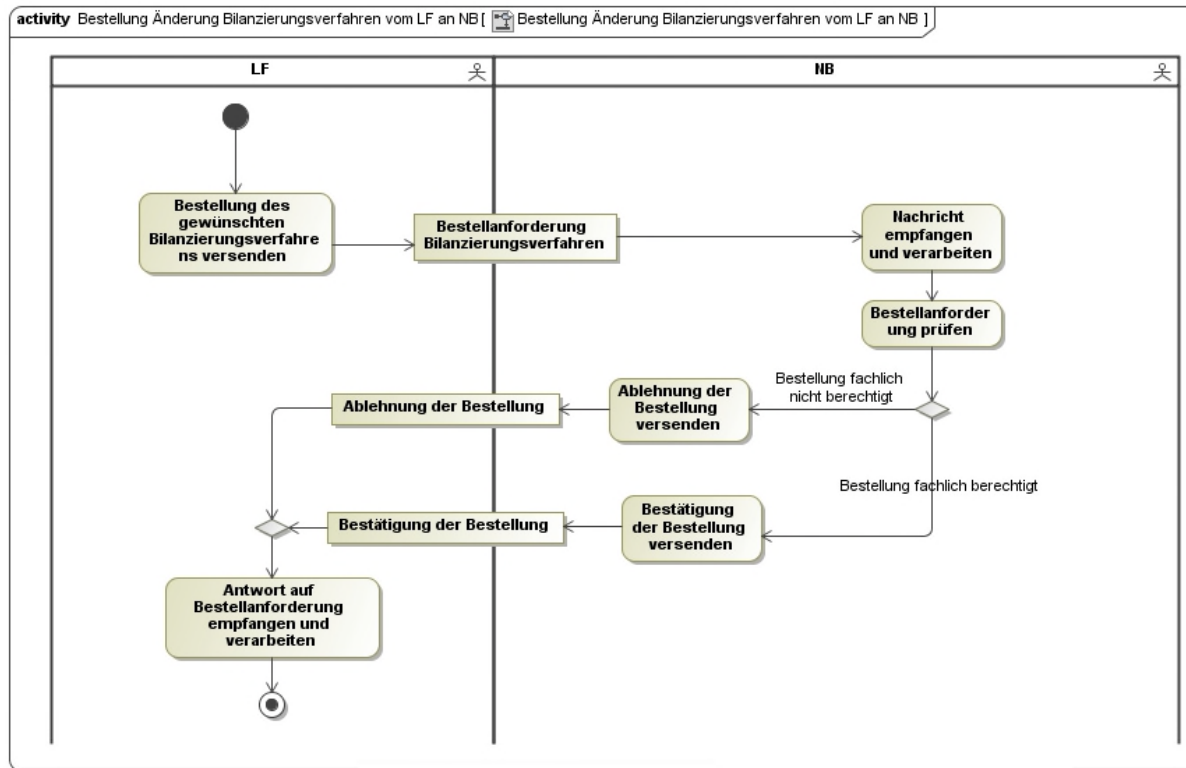 activity Bestellung Änderung Bilanzierungsverfahren vom LF an NB [ Bestellung Änderung Bilanzierungsverfahren vom LF an NB ]
LF
NB
Bestellung des
gewünschten
Bilanzierungsverfahre
ns versenden
Bestellanforderung
Bilanzierungsverfahren
Nachricht
empfangen
und verarbeiten
Bestellanforder
ung prüfen
Bestellung fachlich
nicht berechtigt
Ablehnung der
Bestellung
versenden
Ablehnung der Bestellung
Bestellung fachlich berechtigt
Bestätigung
der Bestellung
versenden
Bestätigung der Bestellung
Antwort auf
Bestellanforderung
empfangen und
verarbeiten